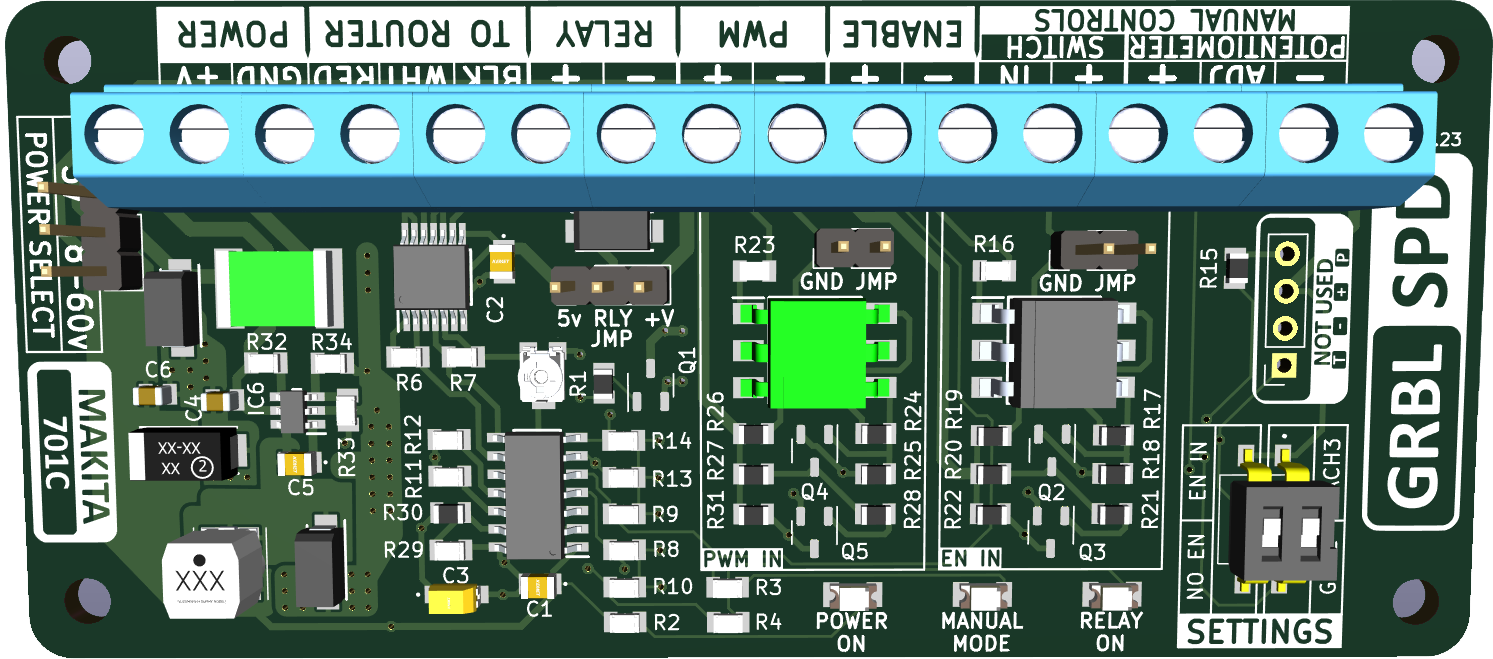 POWER
TO ROUTER
RELAY
PWM
ENABLE
MANUAL CONTROLS
SWITCH
POTENTIOMETER
V+
GND
GND
RED
WHT
BLK
+
−
+
−
+
−
IN
+
+
ADJ
−
.23
POWER SELECT
8-60v
MAKITA
701C
R23
GND JMP
R16
GND JMP
R15
NOT USED
T - + P
GRBL SPD
C2
5v RLY +V
JMP
R32
R34
R6
R7
R1
Q1
C6
C4
IC6
R33
XX-XX
XX 2
C5
R12
R11
R30
R29
C3
XXX
C1
R14
R13
R9
R8
R10
R2
R3
R4
R26
R27
R31
R24
R25
R28
Q4
Q5
PWM IN
R19
R20
R22
R17
R18
R21
Q2
Q3
EN IN
POWER
ON
MANUAL
MODE
RELAY
ON
EN IN
NO EN
ACH3
G
SETTINGS